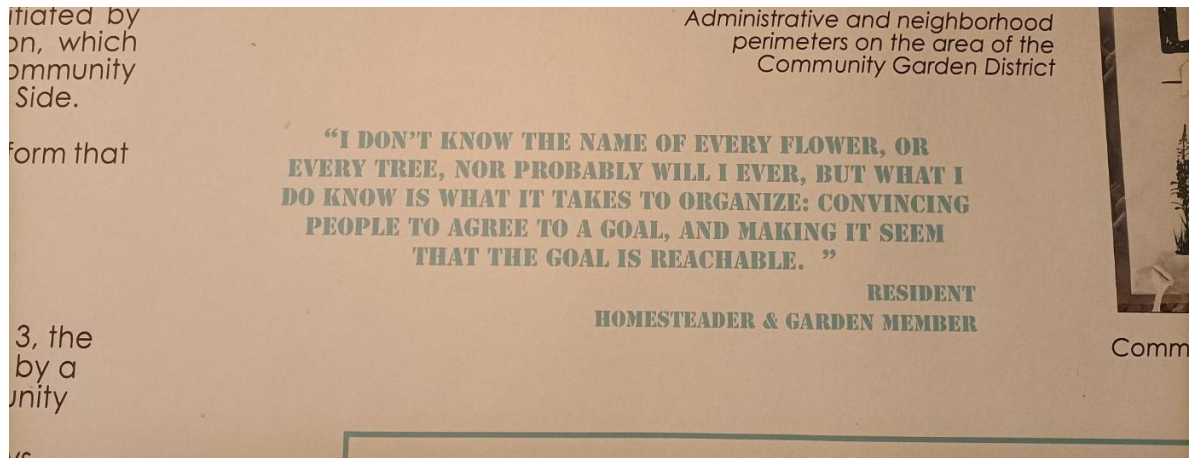 by
on, which
ommunity
Side.
form that
3, the
by a
unity
Administrative and neighborhood
perimeters on the area of the
Community Garden District
“I DON’T KNOW THE NAME OF EVERY FLOWER, OR
EVERY TREE, NOR PROBABLY WILL I EVER, BUT WHAT I
DO KNOW IS WHAT IT TAKES TO ORGANIZE: CONVINCING
PEOPLE TO AGREE TO A GOAL, AND MAKING IT SEEM
THAT THE GOAL IS REACHABLE. ”
RESIDENT
HOMESTEADER & GARDEN MEMBER
Comm